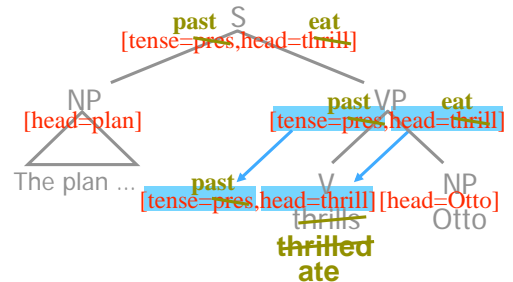 S
past eat
[tense=pres,head=thrill]
NP VP
past eat
[head=plan] [tense=pres,head=thrill]
The plan ... V NP
past
[tense=pres,head=thrill] [head=Otto]
thrills Otto
thrilled
ate